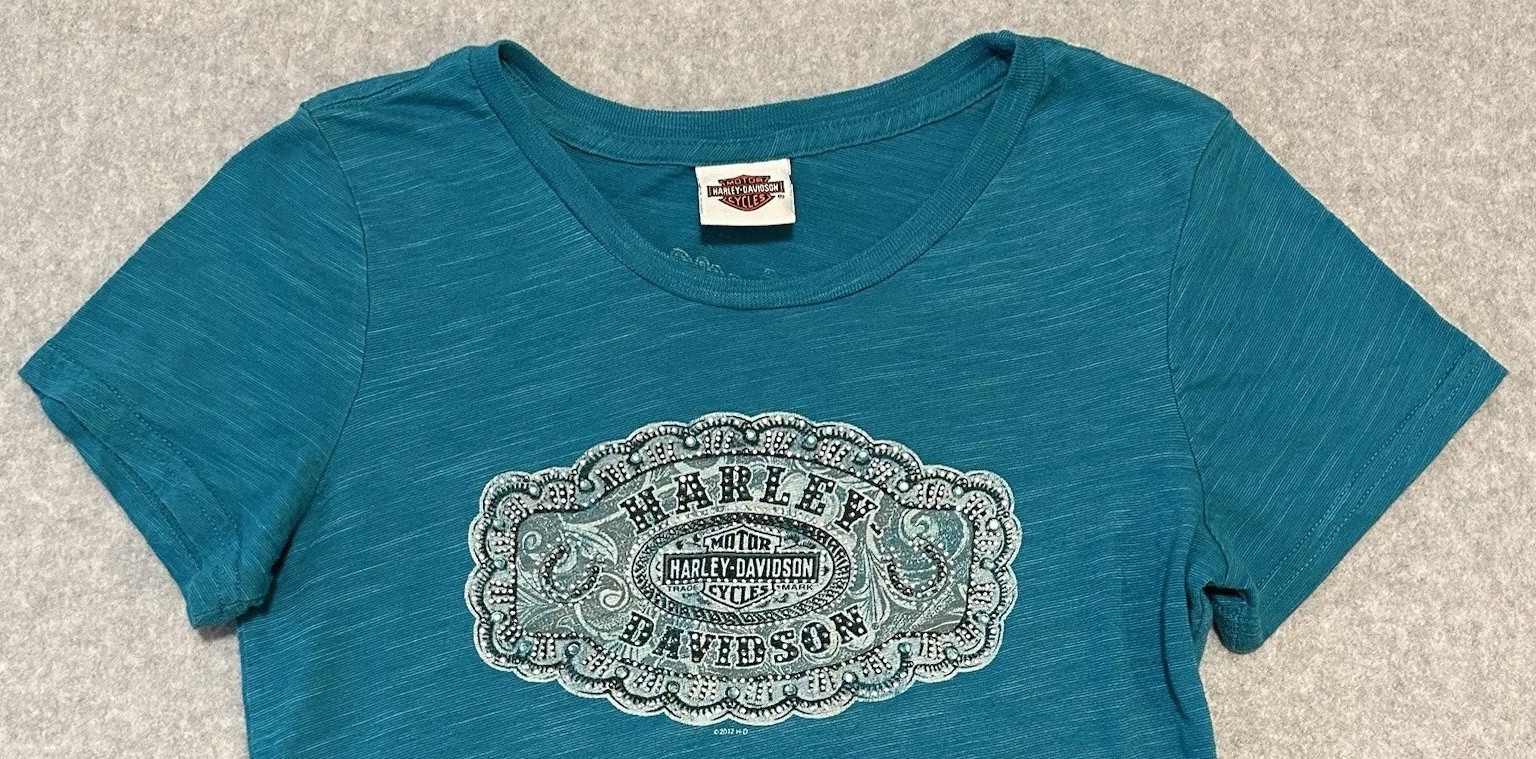 MOTOR
HARLEY-DAVIDSON
CYCLES
HARLEY
MOTOR
HARLEY-DAVIDSON
TRADE MARK
CYCLES
DAVIDSON
©2012 H-D